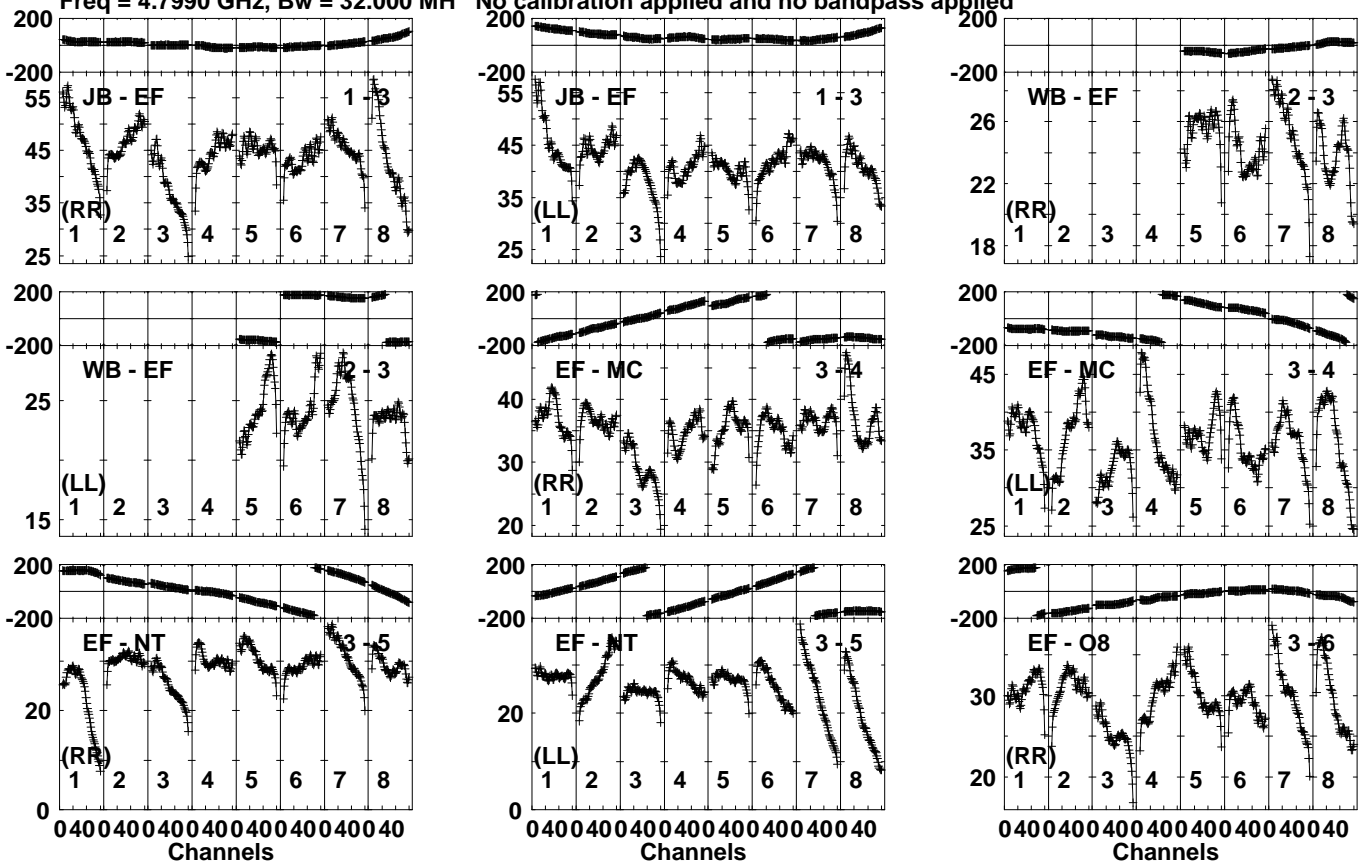 Freq = 4.7990 GHz, Bw = 32.000 MH No calibration applied and no bandpass applied
200
-200
55
45
35
25
JB - EF
1 - 3
(RR)
1 2 3 4 5 6 7 8
200
-200
55
45
35
25
JB - EF
1 - 3
(LL)
1 2 3 4 5 6 7 8
200
-200
26
22
18
WB - EF
2 - 3
(RR)
1 2 3 4 5 6 7 8
200
-200
25
15
WB - EF
2 - 3
(LL)
1 2 3 4 5 6 7 8
200
-200
40
30
20
EF - MC
3 - 4
(RR)
1 2 3 4 5 6 7 8
200
-200
45
35
25
EF - MC
3 - 4
(LL)
1 2 3 4 5 6 7 8
200
-200
20
0
EF - NT
3 - 5
(RR)
1 2 3 4 5 6 7 8
0 40 0 40 0 40 0 40 0 40 0 40 0 40 0 40
Channels
200
-200
20
0
EF - NT
3 - 5
(LL)
1 2 3 4 5 6 7 8
0 40 0 40 0 40 0 40 0 40 0 40 0 40 0 40
Channels
200
-200
30
20
EF - O8
3 - 6
(RR)
1 2 3 4 5 6 7 8
0 40 0 40 0 40 0 40 0 40 0 40 0 40 0 40
Channels